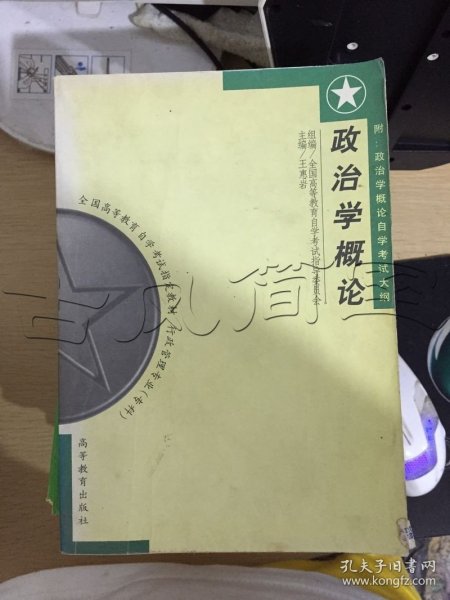 附：政治学概论自学考试大纲
政治学概论
组编/全国高等教育自学考试指导委员会
主编/王惠岩
全国高等教育自学考试指定教材/行政管理专业(专科)
高等教育出版社
孔夫子旧书网
www.kongfz.com